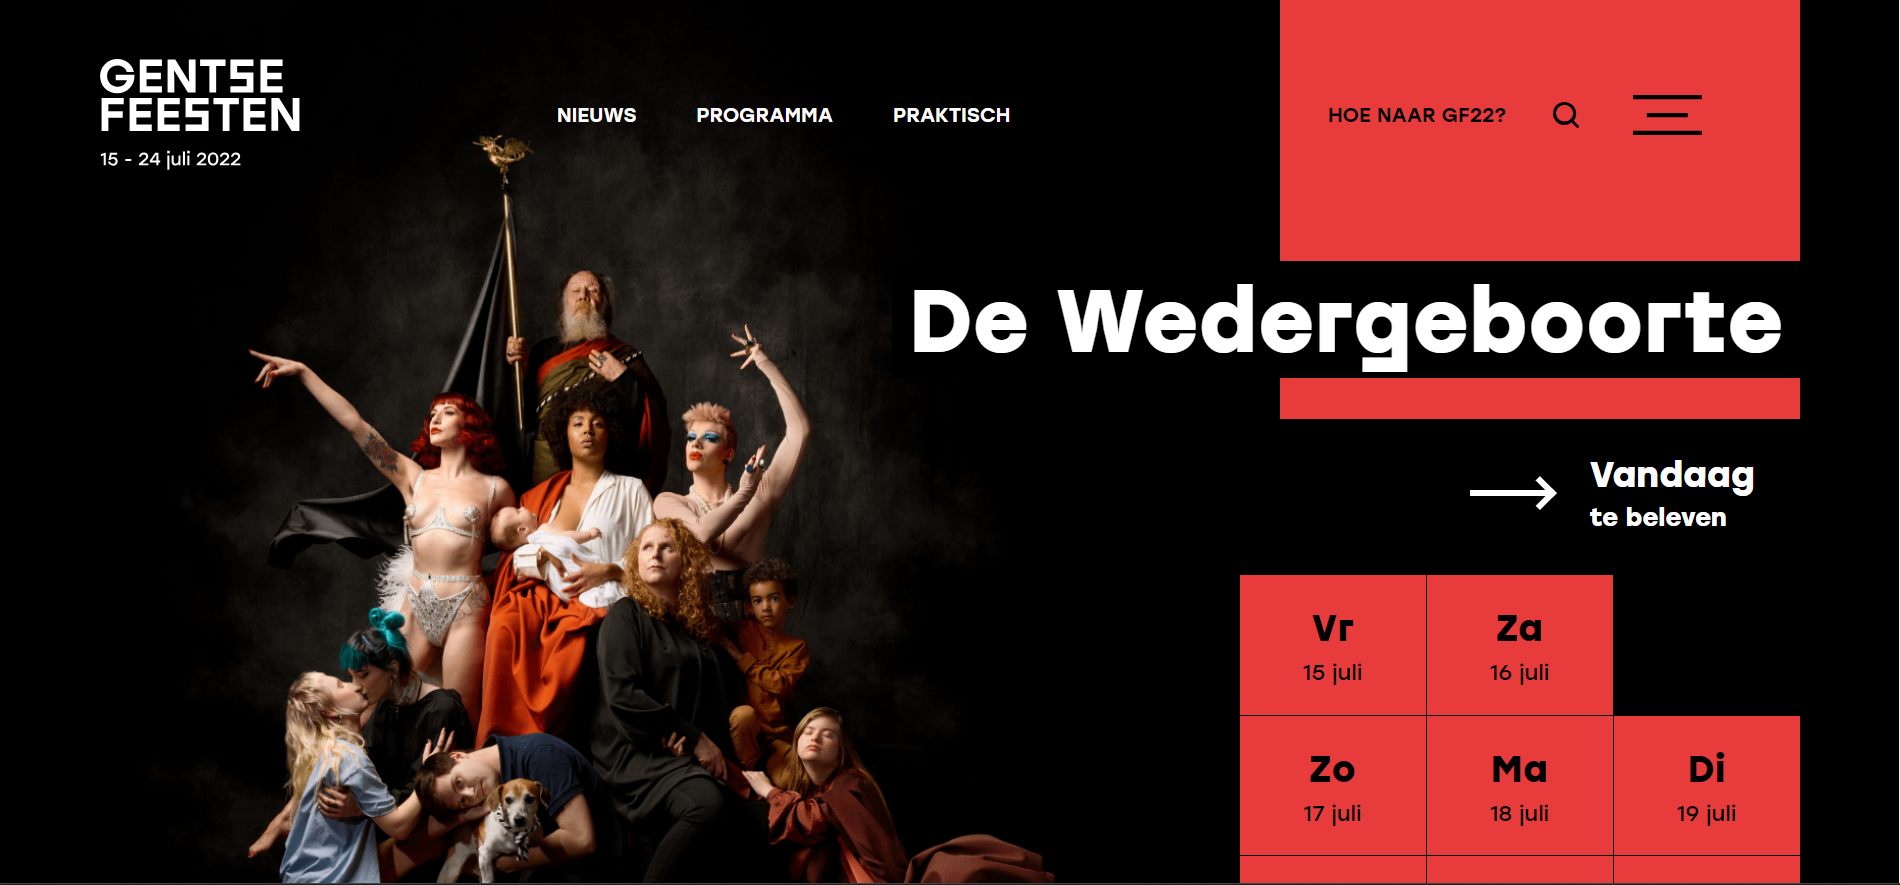 GENTSE
FEESTEN
15 - 24 juli 2022
NIEUWS
PROGRAMMA
PRAKTISCH
HOE NAAR GF22?
De Wedergeboorte
Vandaag
te beleven
Vr
15 juli
Za
16 juli
Zo
17 juli
Ma
18 juli
Di
19 juli